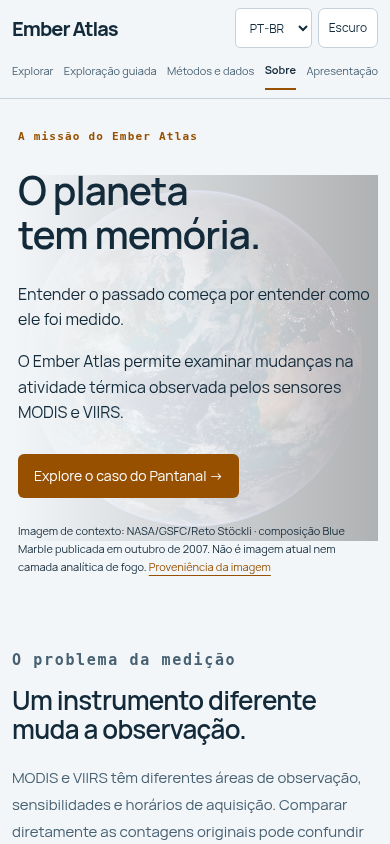 Ember Atlas
PT-BR
Escuro
Explorar Exploração guiada Métodos e dados Sobre Apresentação
A missão do Ember Atlas
O planeta
tem memória.
Entender o passado começa por entender como
ele foi medido.
O Ember Atlas permite examinar mudanças na
atividade térmica observada pelos sensores
MODIS e VIIRS.
Explore o caso do Pantanal →
Imagem de contexto: NASA/GSFC/Reto Stöckli · composição Blue
Marble publicada em outubro de 2007. Não é imagem atual nem
camada analítica de fogo. Proveniência da imagem
O problema da medição
Um instrumento diferente
muda a observação.
MODIS e VIIRS têm diferentes áreas de observação,
sensibilidades e horários de aquisição. Comparar
diretamente as contagens originais pode confundir